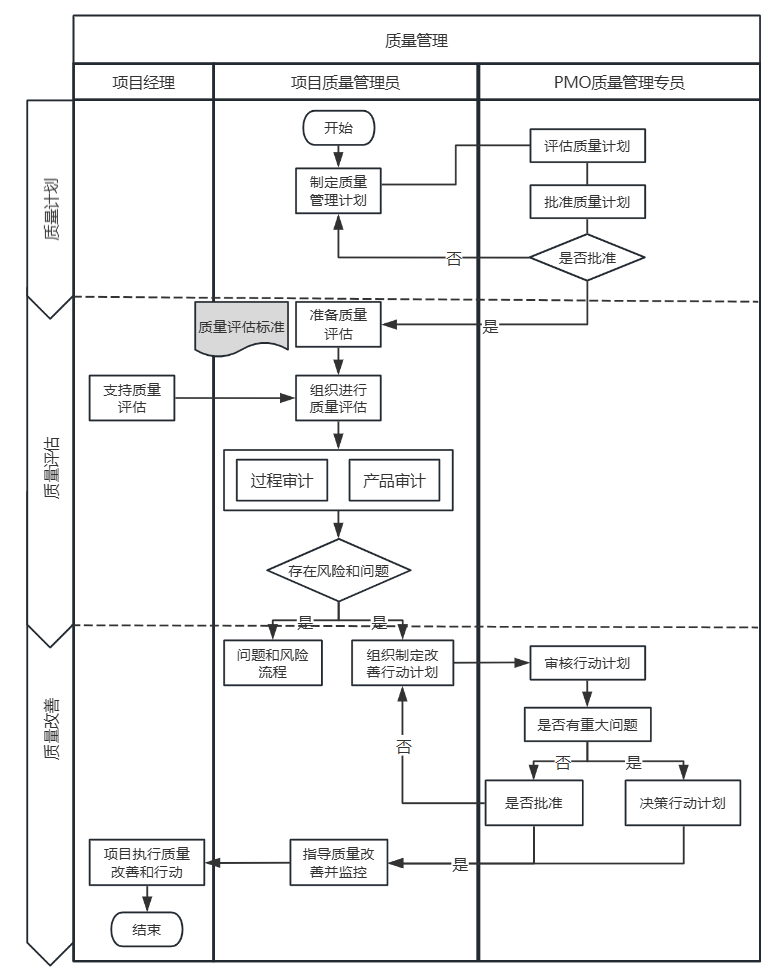 质量管理
项目经理
项目质量管理员
PMO质量管理专员
质量计划
开始
制定质量
管理计划
评估质量计划
批准质量计划
是否批准
否
是
质量评估
质量评估标准
准备质量
评估
支持质量
评估
组织进行
质量评估
过程审计
产品审计
存在风险和问题
是
是
质量改善
问题和风险
流程
组织制定改
善行动计划
审核行动计划
是否有重大问题
否
是
否
是否批准
决策行动计划
是
项目执行质量
改善和行动
指导质量改
善并监控
结束